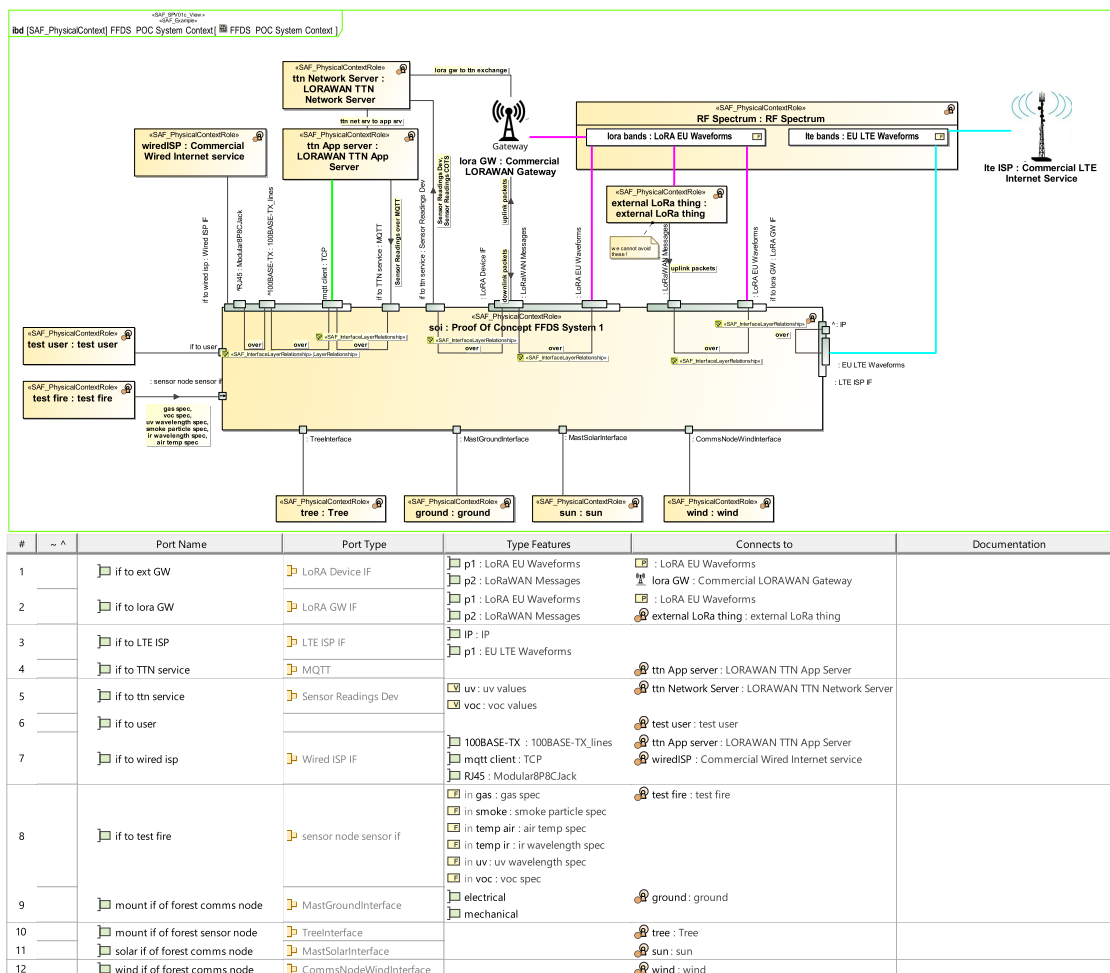 «SAF_SPV01c_View»
«SAF_Example»
ibd [SAF_PhysicalContext] FFDS POC System Context [ FFDS POC System Context ]
«SAF_PhysicalContextRole»
ttn Network Server :
LORAWAN TTN
Network Server
lora gw to ttn exchange
ttn net srv to app srv
«SAF_PhysicalContextRole»
wiredISP : Commercial
Wired Internet service
«SAF_PhysicalContextRole»
ttn App server :
LORAWAN TTN App
Server
Gateway
lora GW : Commercial
LORAWAN Gateway
«SAF_PhysicalContextRole»
RF Spectrum : RF Spectrum
lora bands : LoRA EU Waveforms
lte bands : EU LTE Waveforms
lte ISP : Commercial LTE
Internet Service
«SAF_PhysicalContextRole»
external LoRa thing :
external LoRa thing
we cannot avoid
these !
if to wired isp : Wired ISP IF
^RJ45 : Modular8P8CJack
^100BASE-TX : 100BASE-TX_lines
mqtt client : TCP
if to TTN service : MQTT
Sensor Readings over MQTT
if to ttn service : Sensor Readings Dev
Sensor Readings Dev,
Sensor Readings COTS
: LoRA Device IF
uplink packets
downlink packets
: LoRaWAN Messages
: LoRA EU Waveforms
: LoRaWAN Messages
uplink packets
: LoRA EU Waveforms
if to lora GW : LoRA GW IF
«SAF_PhysicalContextRole»
soi : Proof Of Concept FFDS System 1
«SAF_InterfaceLayerRelationship»
«SAF_InterfaceLayerRelationship»
«SAF_InterfaceLayerRelationship»
«SAF_InterfaceLayerRelationship» LayerRelationship»
«SAF_InterfaceLayerRelationship»
«SAF_InterfaceLayerRelationship»
over
over
over
over
over
over
over
^ : IP
: EU LTE Waveforms
: LTE ISP IF
«SAF_PhysicalContextRole»
test user : test user
if to user
«SAF_PhysicalContextRole»
test fire : test fire
: sensor node sensor if
gas spec,
voc spec,
uv wavelength spec,
smoke particle spec,
ir wavelength spec,
air temp spec
: TreeInterface
: MastGroundInterface
: MastSolarInterface
: CommsNodeWindInterface
«SAF_PhysicalContextRole»
tree : Tree
«SAF_PhysicalContextRole»
ground : ground
«SAF_PhysicalContextRole»
sun : sun
«SAF_PhysicalContextRole»
wind : wind
# ~ ^ Port Name Port Type Type Features Connects to Documentation
1 if to ext GW LoRA Device IF p1 : LoRA EU Waveforms : LoRA EU Waveforms
p2 : LoRaWAN Messages lora GW : Commercial LORAWAN Gateway
2 if to lora GW LoRA GW IF p1 : LoRA EU Waveforms : LoRA EU Waveforms
p2 : LoRaWAN Messages external LoRa thing : external LoRa thing
3 if to LTE ISP LTE ISP IF IP : IP
p1 : EU LTE Waveforms
4 if to TTN service MQTT ttn App server : LORAWAN TTN App Server
5 if to ttn service Sensor Readings Dev uv : uv values ttn Network Server : LORAWAN TTN Network Server
voc : voc values
6 if to user test user : test user
7 if to wired isp Wired ISP IF 100BASE-TX : 100BASE-TX_lines ttn App server : LORAWAN TTN App Server
mqtt client : TCP wiredISP : Commercial Wired Internet service
RJ45 : Modular8P8CJack
8 if to test fire sensor node sensor if in gas : gas spec test fire : test fire
in smoke : smoke particle spec
in temp air : air temp spec
in temp ir : ir wavelength spec
in uv : uv wavelength spec
in voc : voc spec
9 mount if of forest comms node MastGroundInterface electrical ground : ground
mechanical
10 mount if of forest sensor node TreeInterface tree : Tree
11 solar if of forest comms node MastSolarInterface sun : sun
12 wind if of forest comms node CommsNodeWindInterface wind : wind